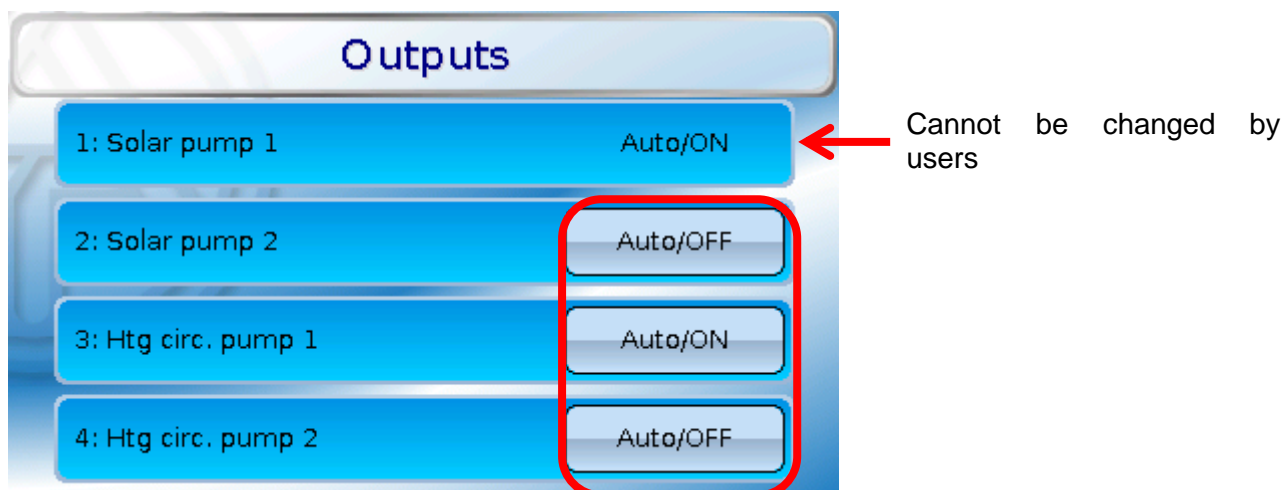 Outputs
1: Solar pump 1 Auto/ON
Cannot be changed by
users
2: Solar pump 2 Auto/OFF
3: Htg circ. pump 1 Auto/ON
4: Htg circ. pump 2 Auto/OFF